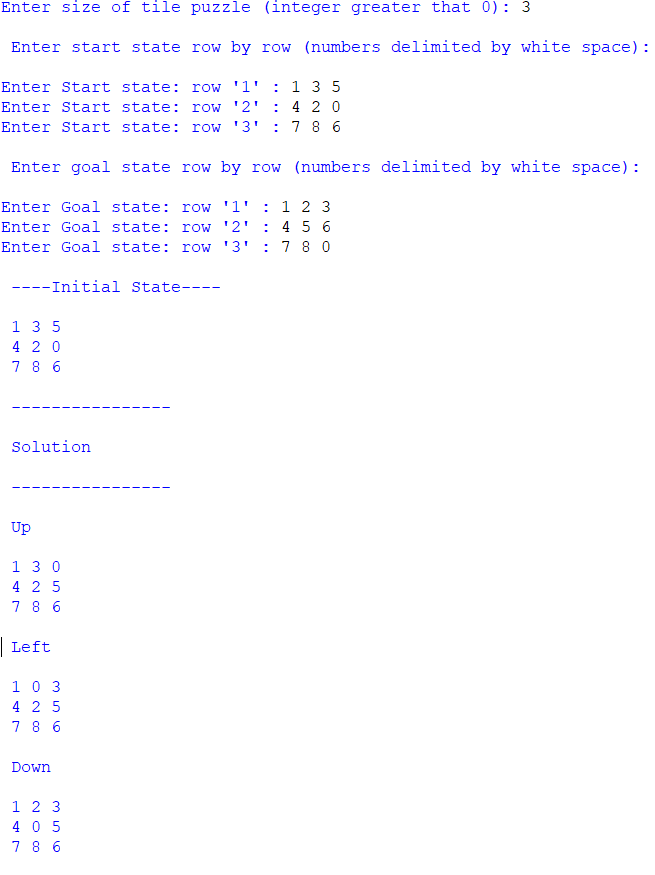 Enter size of tile puzzle (integer greater that 0): 3
Enter start state row by row (numbers delimited by white space):
Enter Start state: row '1' : 1 3 5
Enter Start state: row '2' : 4 2 0
Enter Start state: row '3' : 7 8 6
Enter goal state row by row (numbers delimited by white space):
Enter Goal state: row '1' : 1 2 3
Enter Goal state: row '2' : 4 5 6
Enter Goal state: row '3' : 7 8 0
----Initial State----
1 3 5
4 2 0
7 8 6
----------------
Solution
----------------
Up
1 3 0
4 2 5
7 8 6
Left
1 0 3
4 2 5
7 8 6
Down
1 2 3
4 0 5
7 8 6